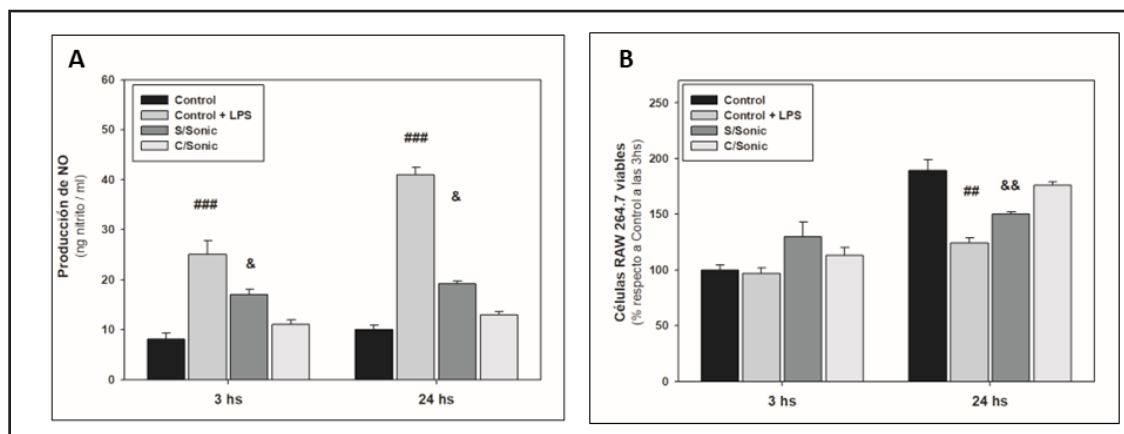 A
Producción de NO
(ng nitrito / ml)
60
50
40
30
20
10
0
Control
Control + LPS
S/Sonic
C/Sonic
###
&
###
&
3 hs
24 hs
B
Células RAW 264.7 viables
(% respecto a Control a las 3hs)
250
200
150
100
50
0
Control
Control + LPS
S/Sonic
C/Sonic
##
&&
3 hs
24 hs